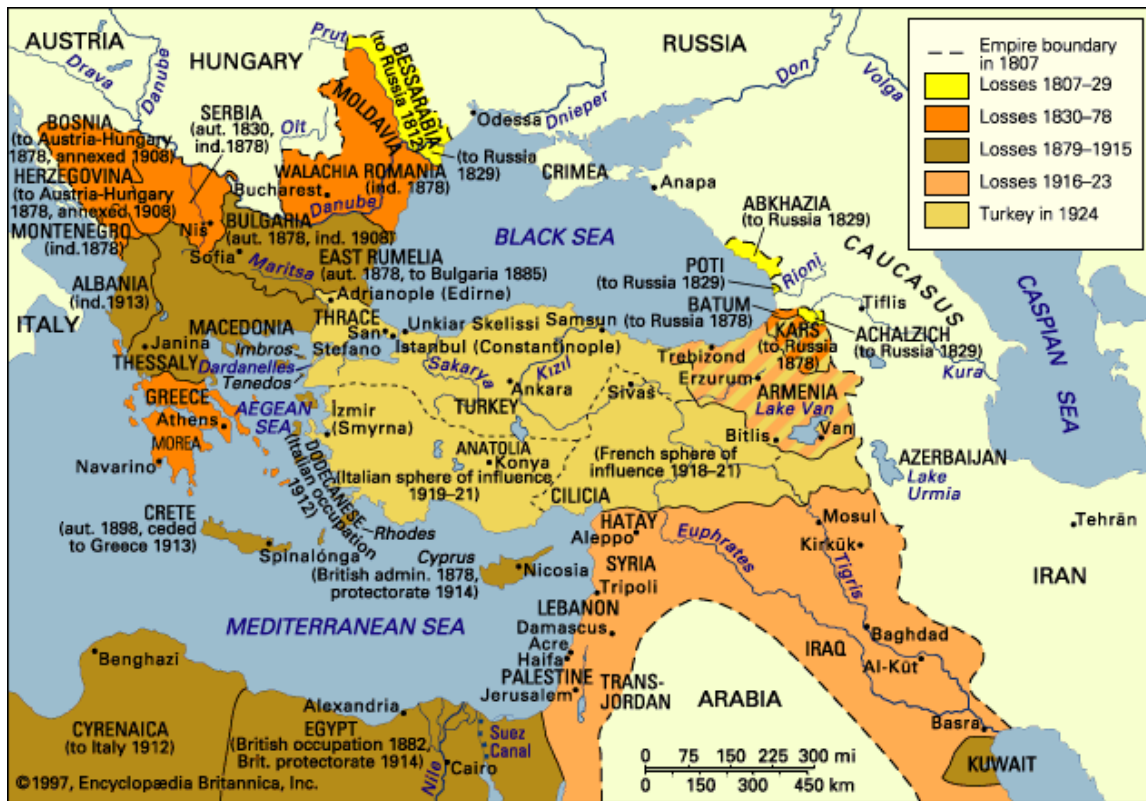 AUSTRIA
Drava
Danube
HUNGARY
Prut
BESSARABIA
(to Russia
1812)
MOLDAVIA
RUSSIA
Don
Volga
Dnieper
Odessa
(to Russia
1829)
CRIMEA
Anapa
BOSNIA
(to Austria-Hungary
1878, annexed 1908)
HERZEGOVINA
(to Austria-Hungary
1878, annexed 1908)
MONTENEGRO
(ind.1878)
SERBIA
(aut. 1830,
ind.1878)
Oit
WALACHIA
ROMANIA
(ind. 1878)
Bucharest
Danube
Niš
BULGARIA
(aut. 1878, ind. 1908)
Sofia
Maritsa
EAST RUMELIA
(aut. 1878, to Bulgaria 1885)
BLACK SEA
ABKHAZIA
(to Russia 1829)
POTI
(to Russia 1829)
Rioni
CAUCASUS
BATUM
(to Russia 1878)
Tiflis
KARS
(to Russia
1878)
ACHALZICH
(to Russia 1829)
Kura
CASPIAN SEA
ITALY
ALBANIA
(ind.1913)
Adrianople (Edirne)
MACEDONIA
THRACE
San
Stefano
Unkiar Skelissi
Istanbul (Constantinople)
Samsun
Trebizond
Janina
THESSALY
Imbros
Dardanelles
Tenedos
Sakarya
Kizil
Ankara
Sivas
Erzurum
ARMENIA
Lake Van
Van
Bitlis
GREECE
Athens
MOREA
AEGEAN
SEA
İzmir
(Smyrna)
TURKEY
ANATOLIA
Konya
(Italian sphere of influence
1919–21)
(French sphere of
influence 1918–21)
Navarino
DODECANESE
(Italian occupation
1912)
CILICIA
AZERBAIJAN
Lake
Urmia
CRETE
(aut. 1898, ceded
to Greece 1913)
Spinalónga
Rhodes
Cyprus
(British admin. 1878,
protectorate 1914)
Nicosia
HATAY
Aleppo
Euphrates
Mosul
Kirkūk
Tigris
Tehrān
SYRIA
Tripoli
IRAN
MEDITERRANEAN SEA
LEBANON
Damascus
Acre
Haifa
PALESTINE
Jerusalem
TRANS-
JORDAN
Baghdad
IRAQ
Al-Kūt
Basra
KUWAIT
ARABIA
Benghazi
CYRENAICA
(to Italy 1912)
Alexandria
EGYPT
(British occupation 1882,
Brit. protectorate 1914)
Suez
Canal
Nile
Cairo
0 75 150 225 300 mi
0 150 300 450 km
©1997, Encyclopædia Britannica, Inc.
Empire boundary
in 1807
Losses 1807–29
Losses 1830–78
Losses 1879–1915
Losses 1916–23
Turkey in 1924